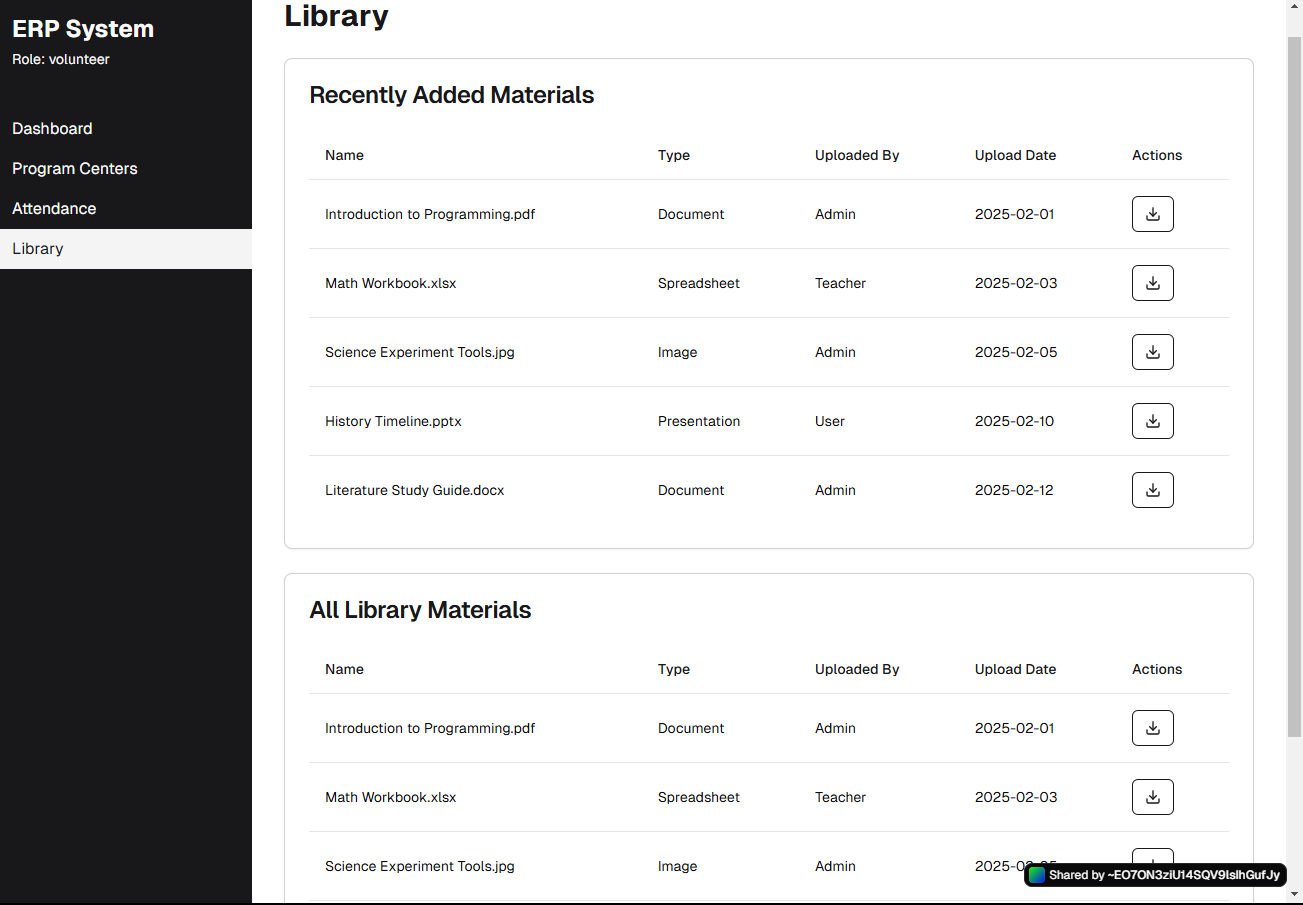 ERP System
Role: volunteer
Dashboard
Program Centers
Attendance
Library
Library
Recently Added Materials
Name Type Uploaded By Upload Date Actions
Introduction to Programming.pdf Document Admin 2025-02-01
Math Workbook.xlsx Spreadsheet Teacher 2025-02-03
Science Experiment Tools.jpg Image Admin 2025-02-05
History Timeline.pptx Presentation User 2025-02-10
Literature Study Guide.docx Document Admin 2025-02-12
All Library Materials
Name Type Uploaded By Upload Date Actions
Introduction to Programming.pdf Document Admin 2025-02-01
Math Workbook.xlsx Spreadsheet Teacher 2025-02-03
Science Experiment Tools.jpg Image Admin 2025-02-05
Shared by ~EO7ON3ziU14SQV9lsIhGufJy